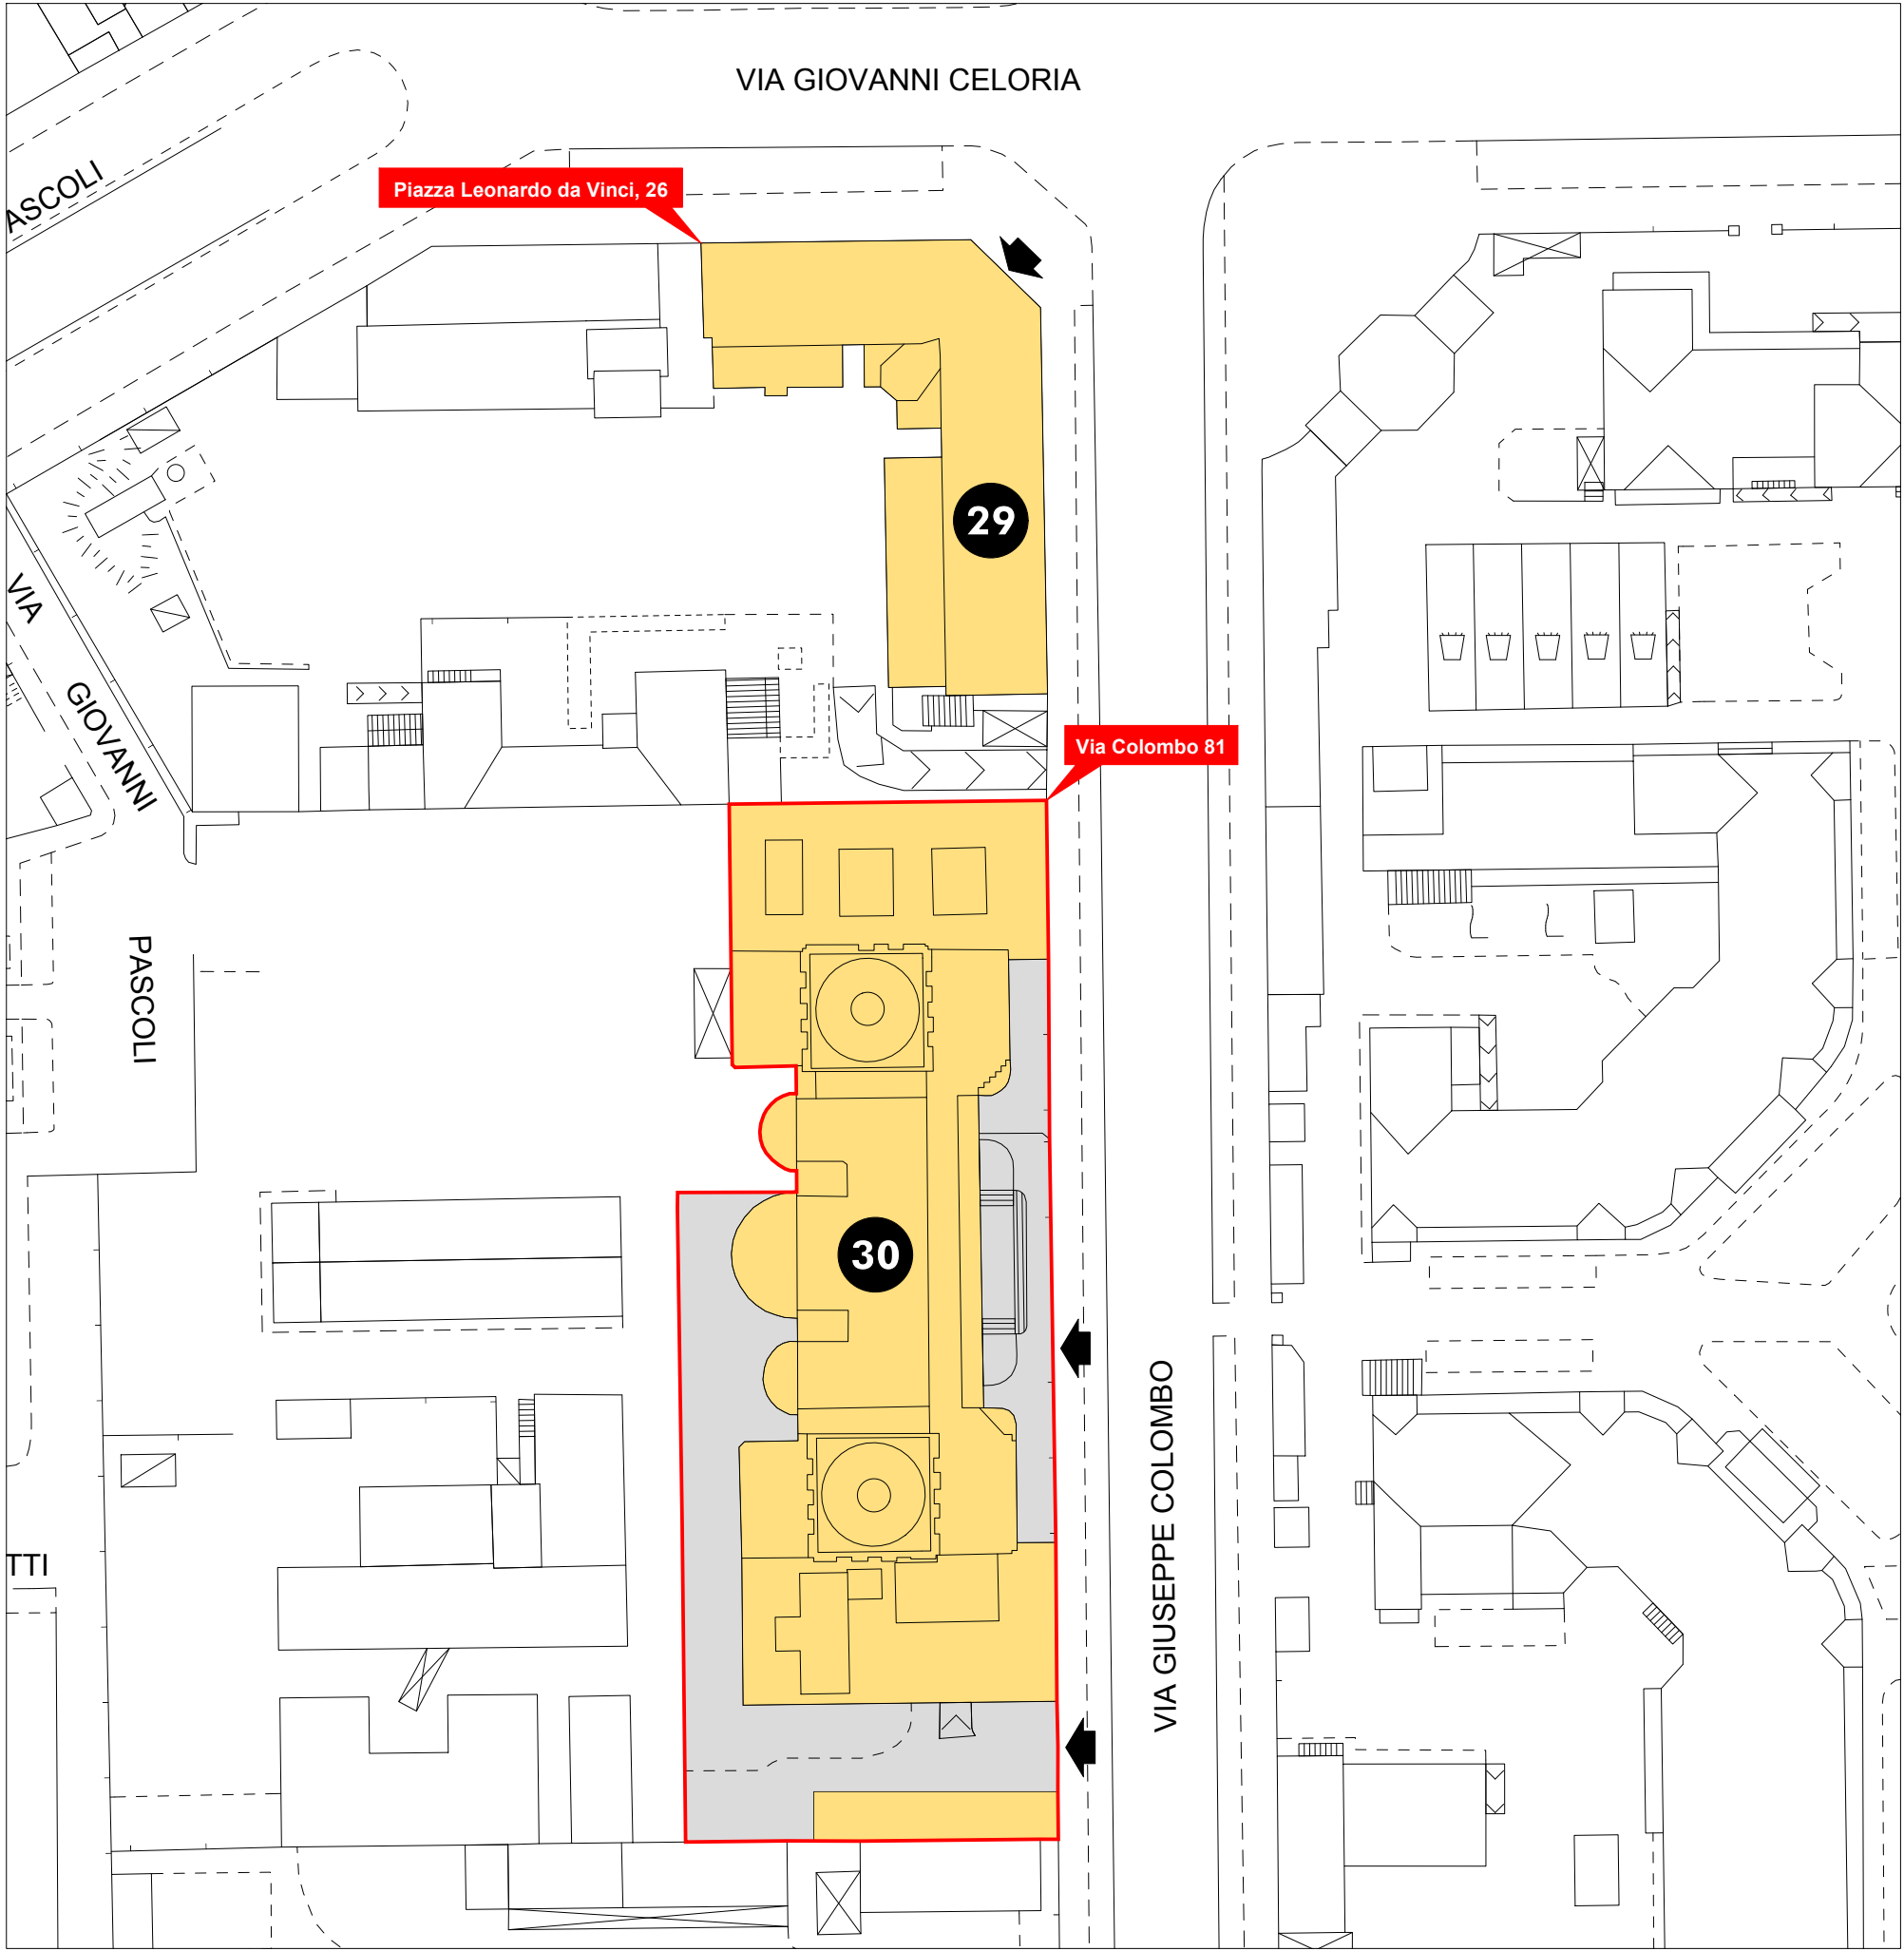 VIA GIOVANNI CELORIA
ASCOLI
Piazza Leonardo da Vinci, 26
29
VIA
GIOVANNI
PASCOLI
Via Colombo 81
30
VIA GIUSEPPE COLOMBO
TTI